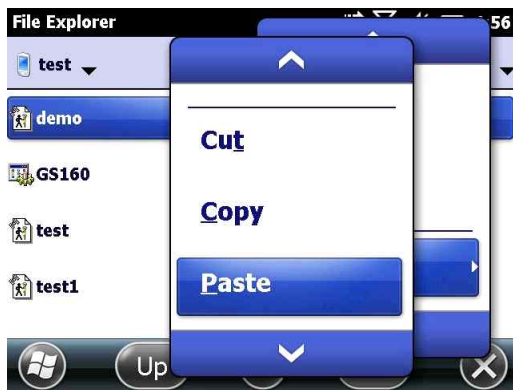 File Explorer
56
test
demo
GS160
test
test1
Cut
Copy
Paste
Up